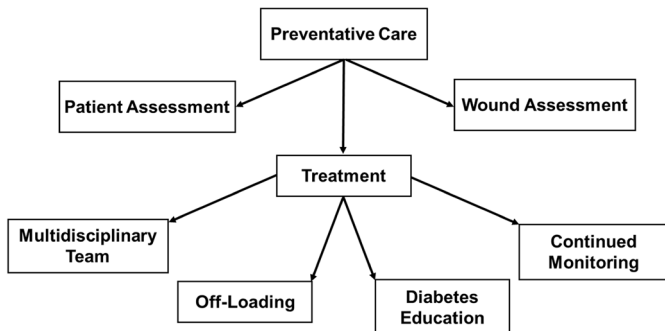 Preventative Care
Patient Assessment
Wound Assessment
Treatment
Multidisciplinary
Team
Continued
Monitoring
Off-Loading
Diabetes
Education